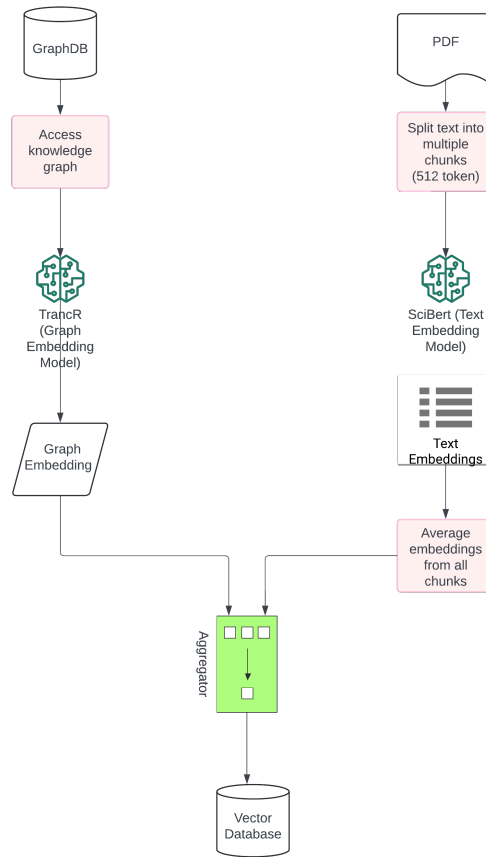 GraphDB
PDF
Access
knowledge
graph
Split text into
multiple
chunks
(512 token)
TrancR
(Graph
Embedding
Model)
SciBert (Text
Embedding
Model)
Graph
Embedding
Text
Embeddings
Average
embeddings
from all
chunks
Aggregator
Vector
Database